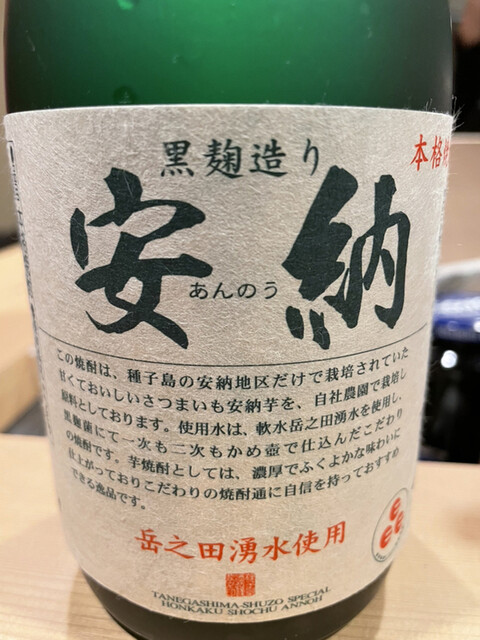 黒麹造り
本格焼
安納
あんのう
この焼酎は、種子島の安納地区だけで栽培されていた
甘くておいしいさつまいも安納芋を、自社農園で栽培し
原料としております。使用水は、軟水岳之田湧水を使用し、
黒麹菌にて一次も二次もかめ壺で仕込んだこだわり
の焼酎です。芋焼酎としては、濃厚でふくよかな味わいに
仕上がっておりこだわりの焼酎通に自信を持っておすすめ
できる逸品です。
岳之田湧水使用
TANEGASHIMA-SHUZO SPECIAL
HONKAKU SHOCHU ANNOH